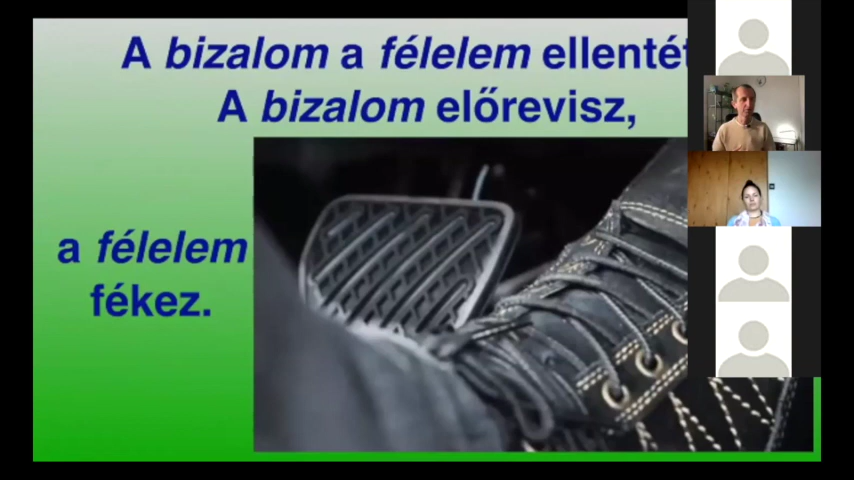 A bizalom a félelem ellentét
A bizalom előrevisz,
a félelem
fékez.